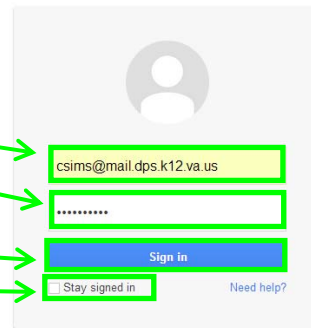 csims@mail.dps.k12.va.us
••••••••••
Sign in
Stay signed in Need help?